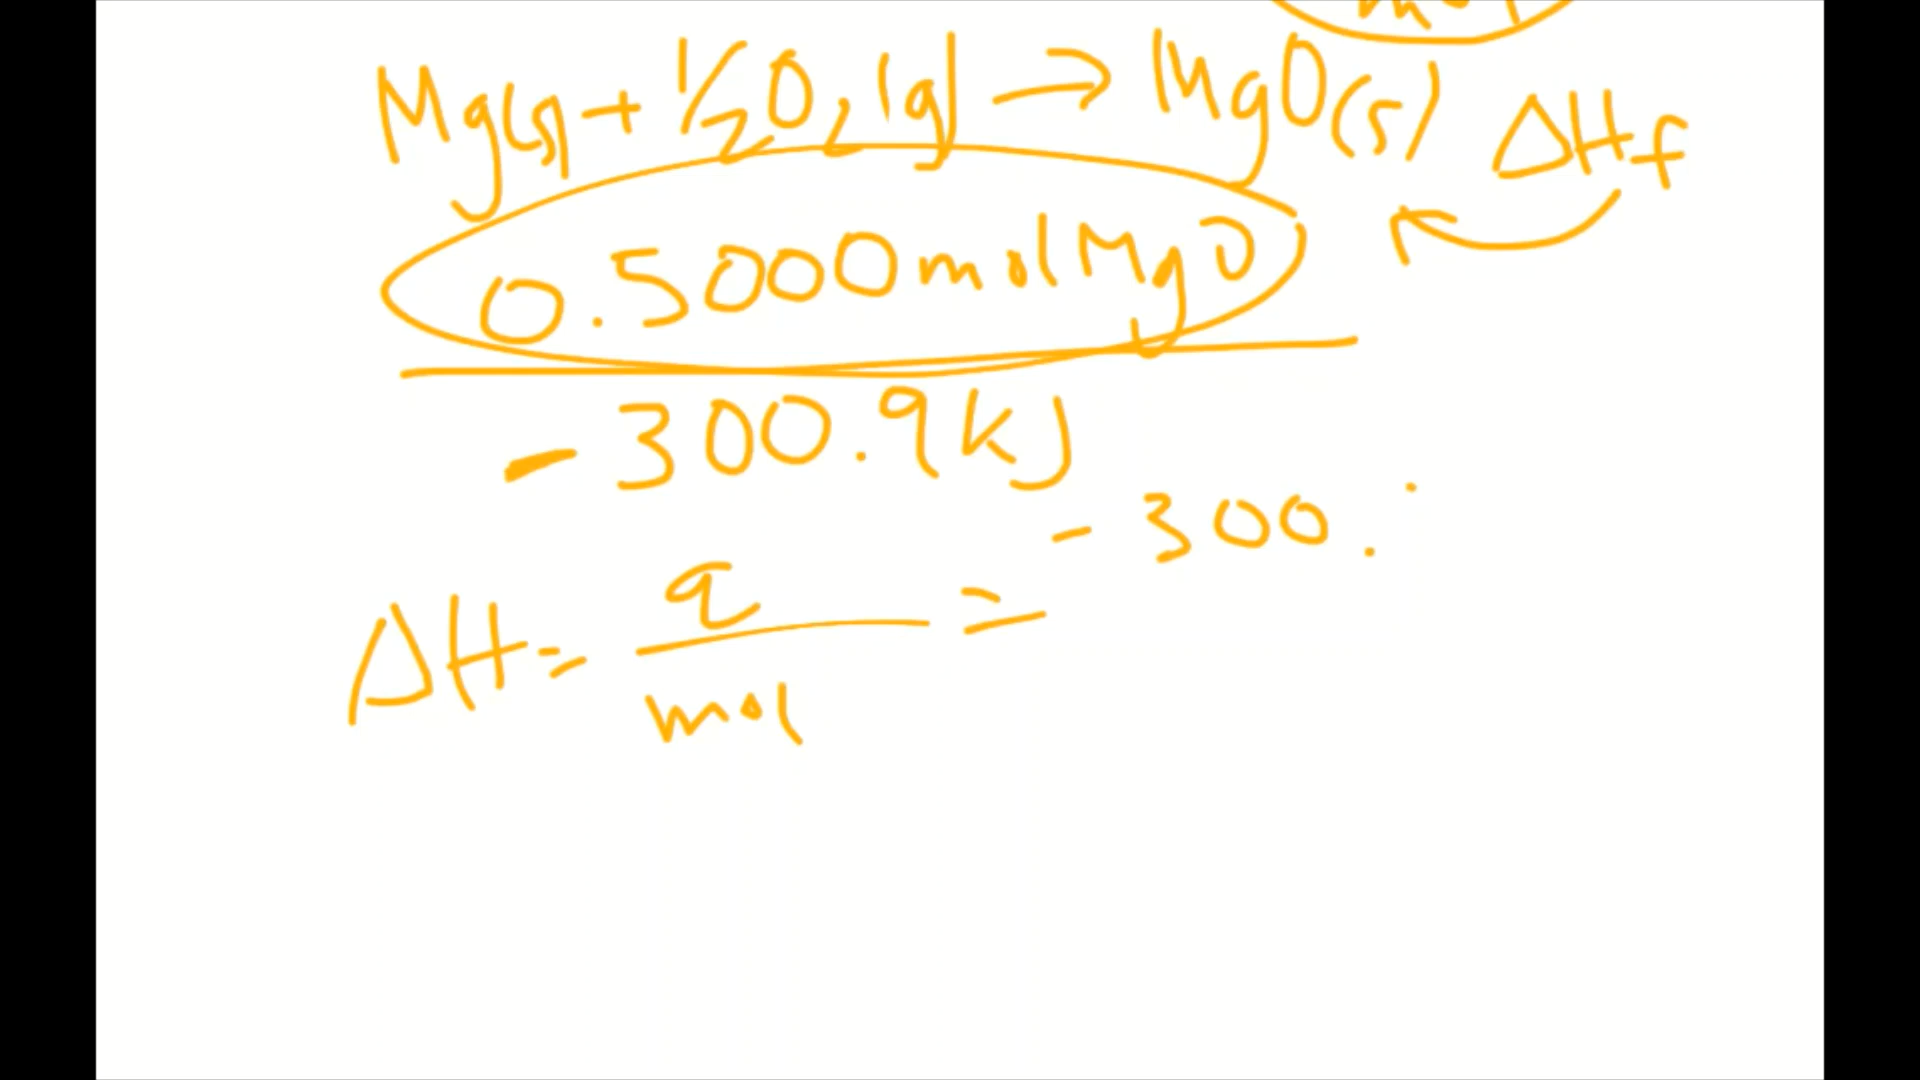 Mg(s) + ½O₂(g) → MgO(s) ΔHf
0.5000 mol MgO
- 300.9 kJ
ΔH = q/mol = - 300.